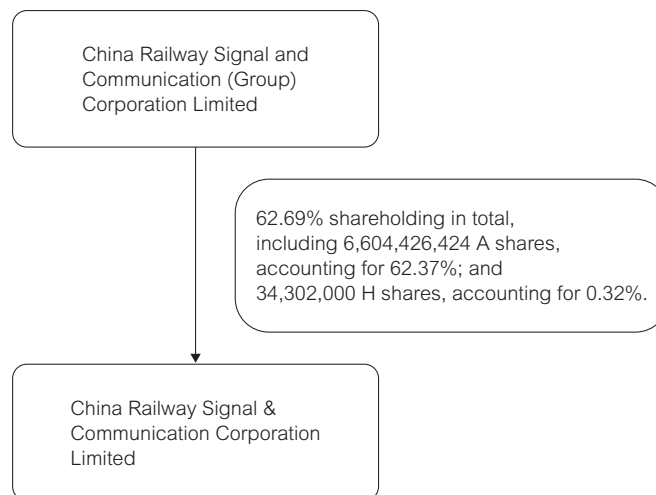 China Railway Signal and
Communication (Group)
Corporation Limited
62.69% shareholding in total,
including 6,604,426,424 A shares,
accounting for 62.37%; and
34,302,000 H shares, accounting for 0.32%.
China Railway Signal &
Communication Corporation
Limited